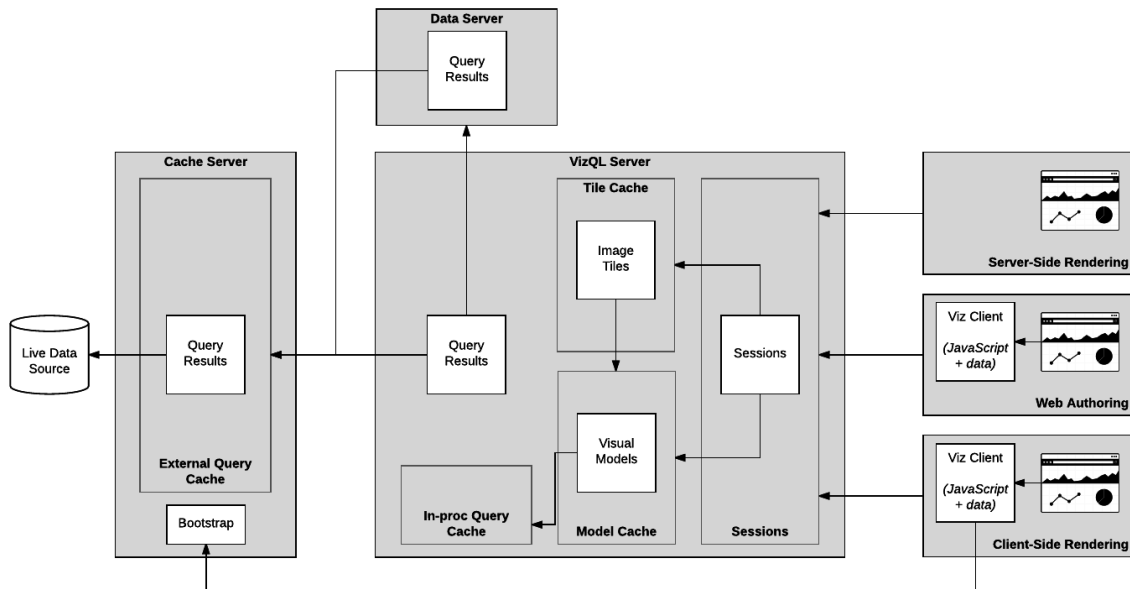 Data Server
Query
Results
Cache Server
Query
Results
External Query
Cache
Bootstrap
Live Data
Source
VizQL Server
Tile Cache
Image
Tiles
Query
Results
Visual
Models
In-proc Query
Cache
Model Cache
Sessions
Sessions
Server-Side Rendering
Viz Client
(JavaScript
+ data)
Web Authoring
Viz Client
(JavaScript
+ data)
Client-Side Rendering